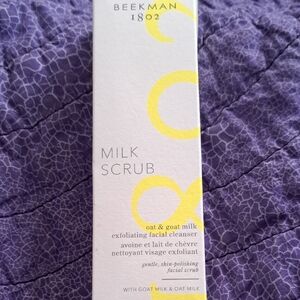 BEEKMAN
1802
MILK
SCRUB
oat & goat milk
exfoliating facial cleanser
avoine et lait de chèvre
nettoyant visage exfoliant
gentle, skin-polishing
facial scrub
WITH GOAT MILK & OAT MILK